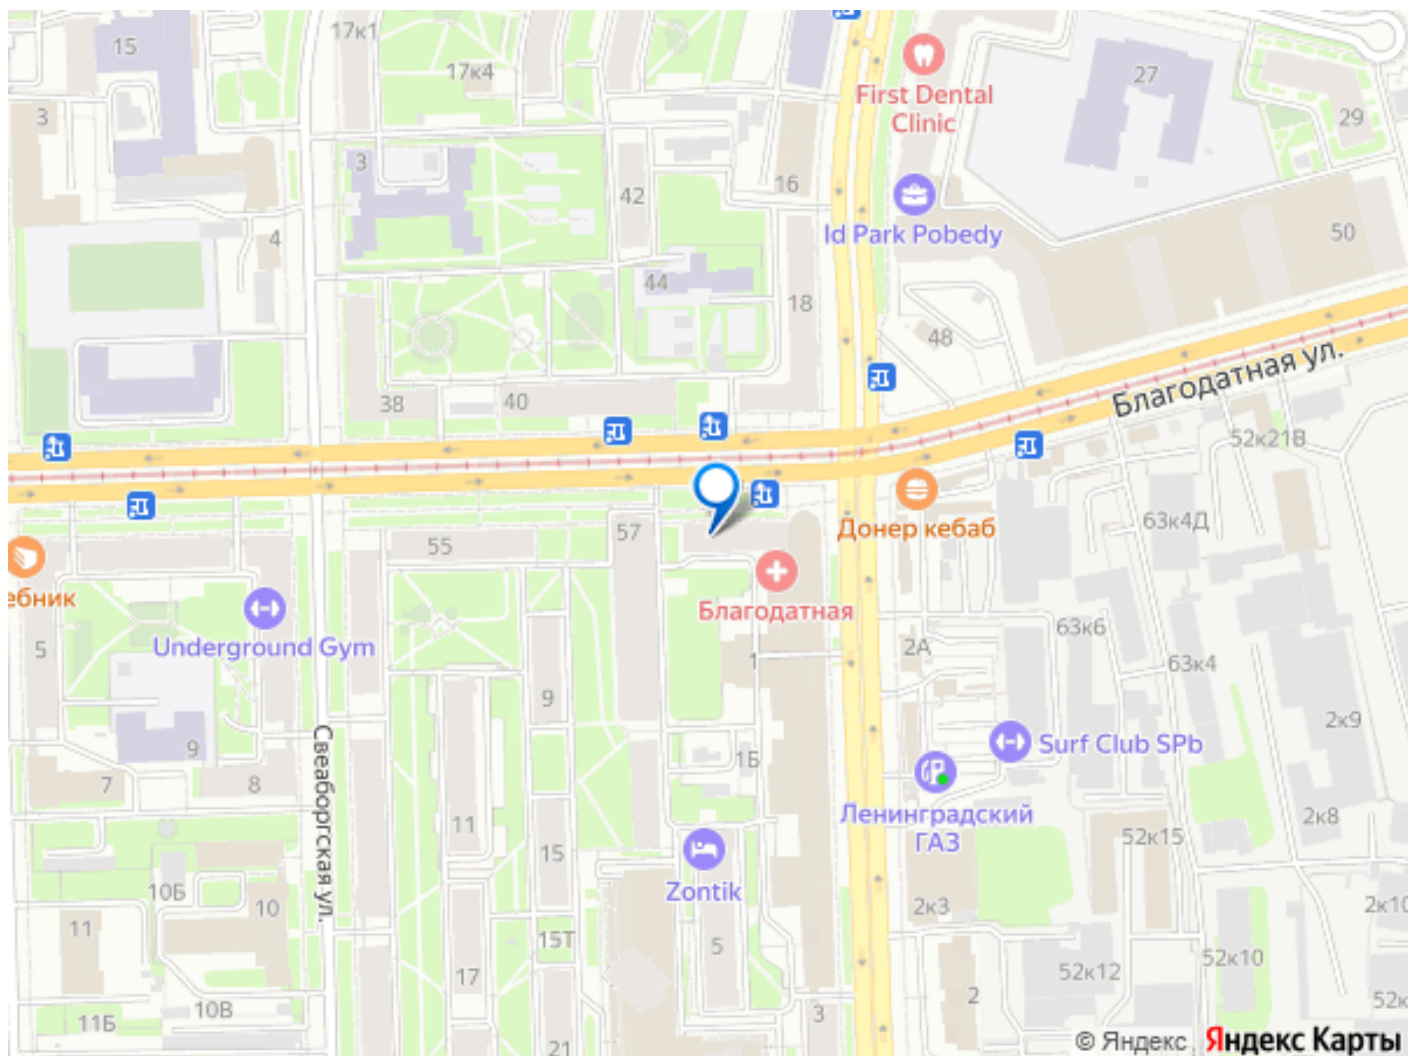 15
17к1
17к4
3
3
4
42
16
First Dental
Clinic
27
29
Id Park Pobedy
50
44
18
48
38
40
Благодатная ул.
52к21В
57
55
Донер кебаб
63к4Д
ебник
Underground Gym
5
Благодатная
1
2А
63к6
63к4
9
9
7
8
Свеаборгская ул.
1Б
Surf Club SPb
2к9
Ленинградский
ГАЗ
2к8
11
15
52к15
Zontik
10Б
10
11
2к3
2к10
15Т
5
17
52к12
52к10
2
52к
10В
11Б
3
21
© Яндекс
Яндекс Карты